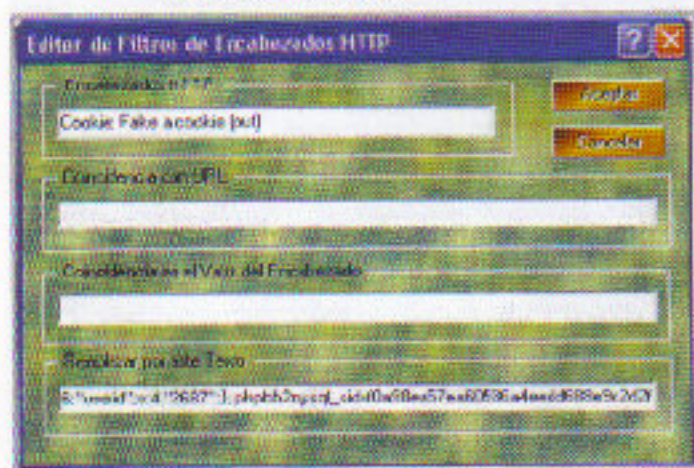 Editor de Filtros de Encabezados HTTP
Encabezado HTTP
Aceptar
Cookie: Fake a cookie (out)
Cancelar
Coincidencia con URL
Coincidencia en el Valor del Encabezado
Remplazar por este Texto